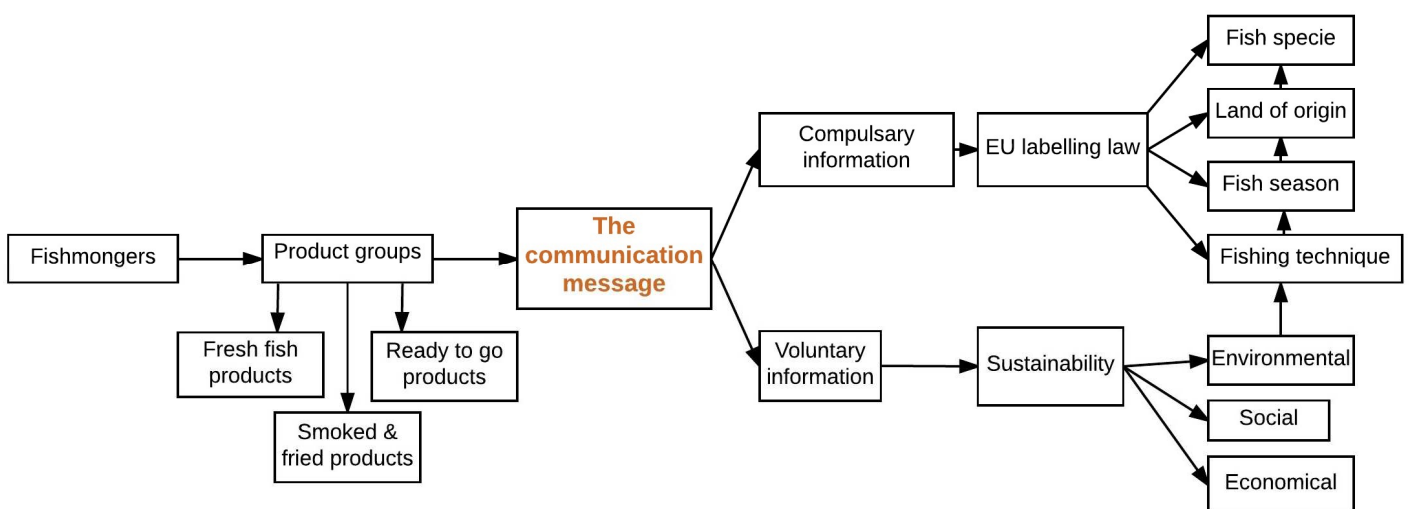 Fishmongers
Product groups
Fresh fish
products
Smoked &
fried products
Ready to go
products
The
communication
message
Compulsary
information
EU labelling law
Fish specie
Land of origin
Fish season
Fishing technique
Voluntary
information
Sustainability
Environmental
Social
Economical